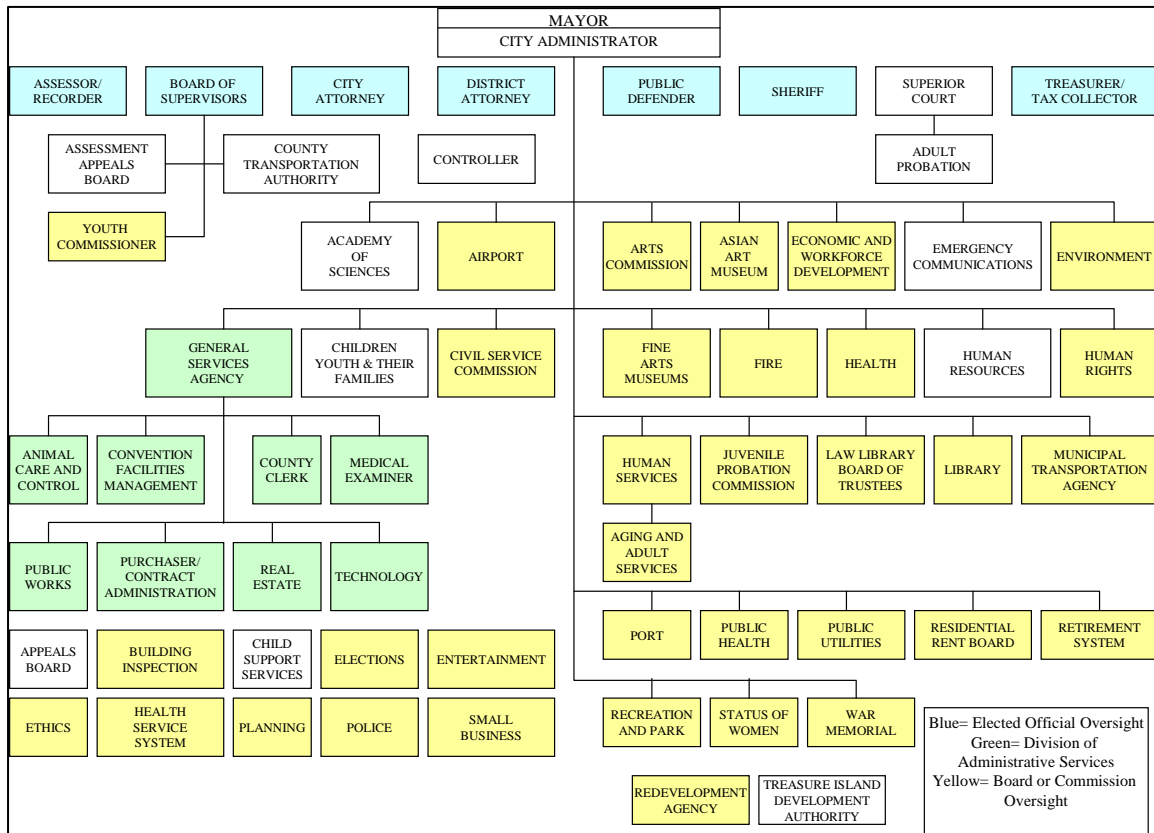 MAYOR
CITY ADMINISTRATOR
ASSESSOR/
RECORDER
BOARD OF
SUPERVISORS
CITY
ATTORNEY
DISTRICT
ATTORNEY
PUBLIC
DEFENDER
SHERIFF
SUPERIOR
COURT
TREASURER/
TAX COLLECTOR
ASSESSMENT
APPEALS
BOARD
COUNTY
TRANSPORTATION
AUTHORITY
CONTROLLER
ADULT
PROBATION
YOUTH
COMMISSIONER
ACADEMY
OF
SCIENCES
AIRPORT
ARTS
COMMISSION
ASIAN
ART
MUSEUM
ECONOMIC AND
WORKFORCE
DEVELOPMENT
EMERGENCY
COMMUNICATIONS
ENVIRONMENT
GENERAL
SERVICES
AGENCY
CHILDREN
YOUTH & THEIR
FAMILIES
CIVIL SERVICE
COMMISSION
FINE
ARTS
MUSEUMS
FIRE
HEALTH
HUMAN
RESOURCES
HUMAN
RIGHTS
ANIMAL
CARE AND
CONTROL
CONVENTION
FACILITIES
MANAGEMENT
COUNTY
CLERK
MEDICAL
EXAMINER
HUMAN
SERVICES
JUVENILE
PROBATION
COMMISSION
LAW LIBRARY
BOARD OF
TRUSTEES
LIBRARY
MUNICIPAL
TRANSPORTATION
AGENCY
AGING AND
ADULT
SERVICES
PUBLIC
WORKS
PURCHASER/
CONTRACT
ADMINISTRATION
REAL
ESTATE
TECHNOLOGY
PORT
PUBLIC
HEALTH
PUBLIC
UTILITIES
RESIDENTIAL
RENT BOARD
RETIREMENT
SYSTEM
APPEALS
BOARD
BUILDING
INSPECTION
CHILD
SUPPORT
SERVICES
ELECTIONS
ENTERTAINMENT
ETHICS
HEALTH
SERVICE
SYSTEM
PLANNING
POLICE
SMALL
BUSINESS
RECREATION
AND PARK
STATUS OF
WOMEN
WAR
MEMORIAL
REDEVELOPMENT
AGENCY
TREASURE ISLAND
DEVELOPMENT
AUTHORITY
Blue= Elected Official Oversight
Green= Division of
Administrative Services
Yellow= Board or Commission
Oversight